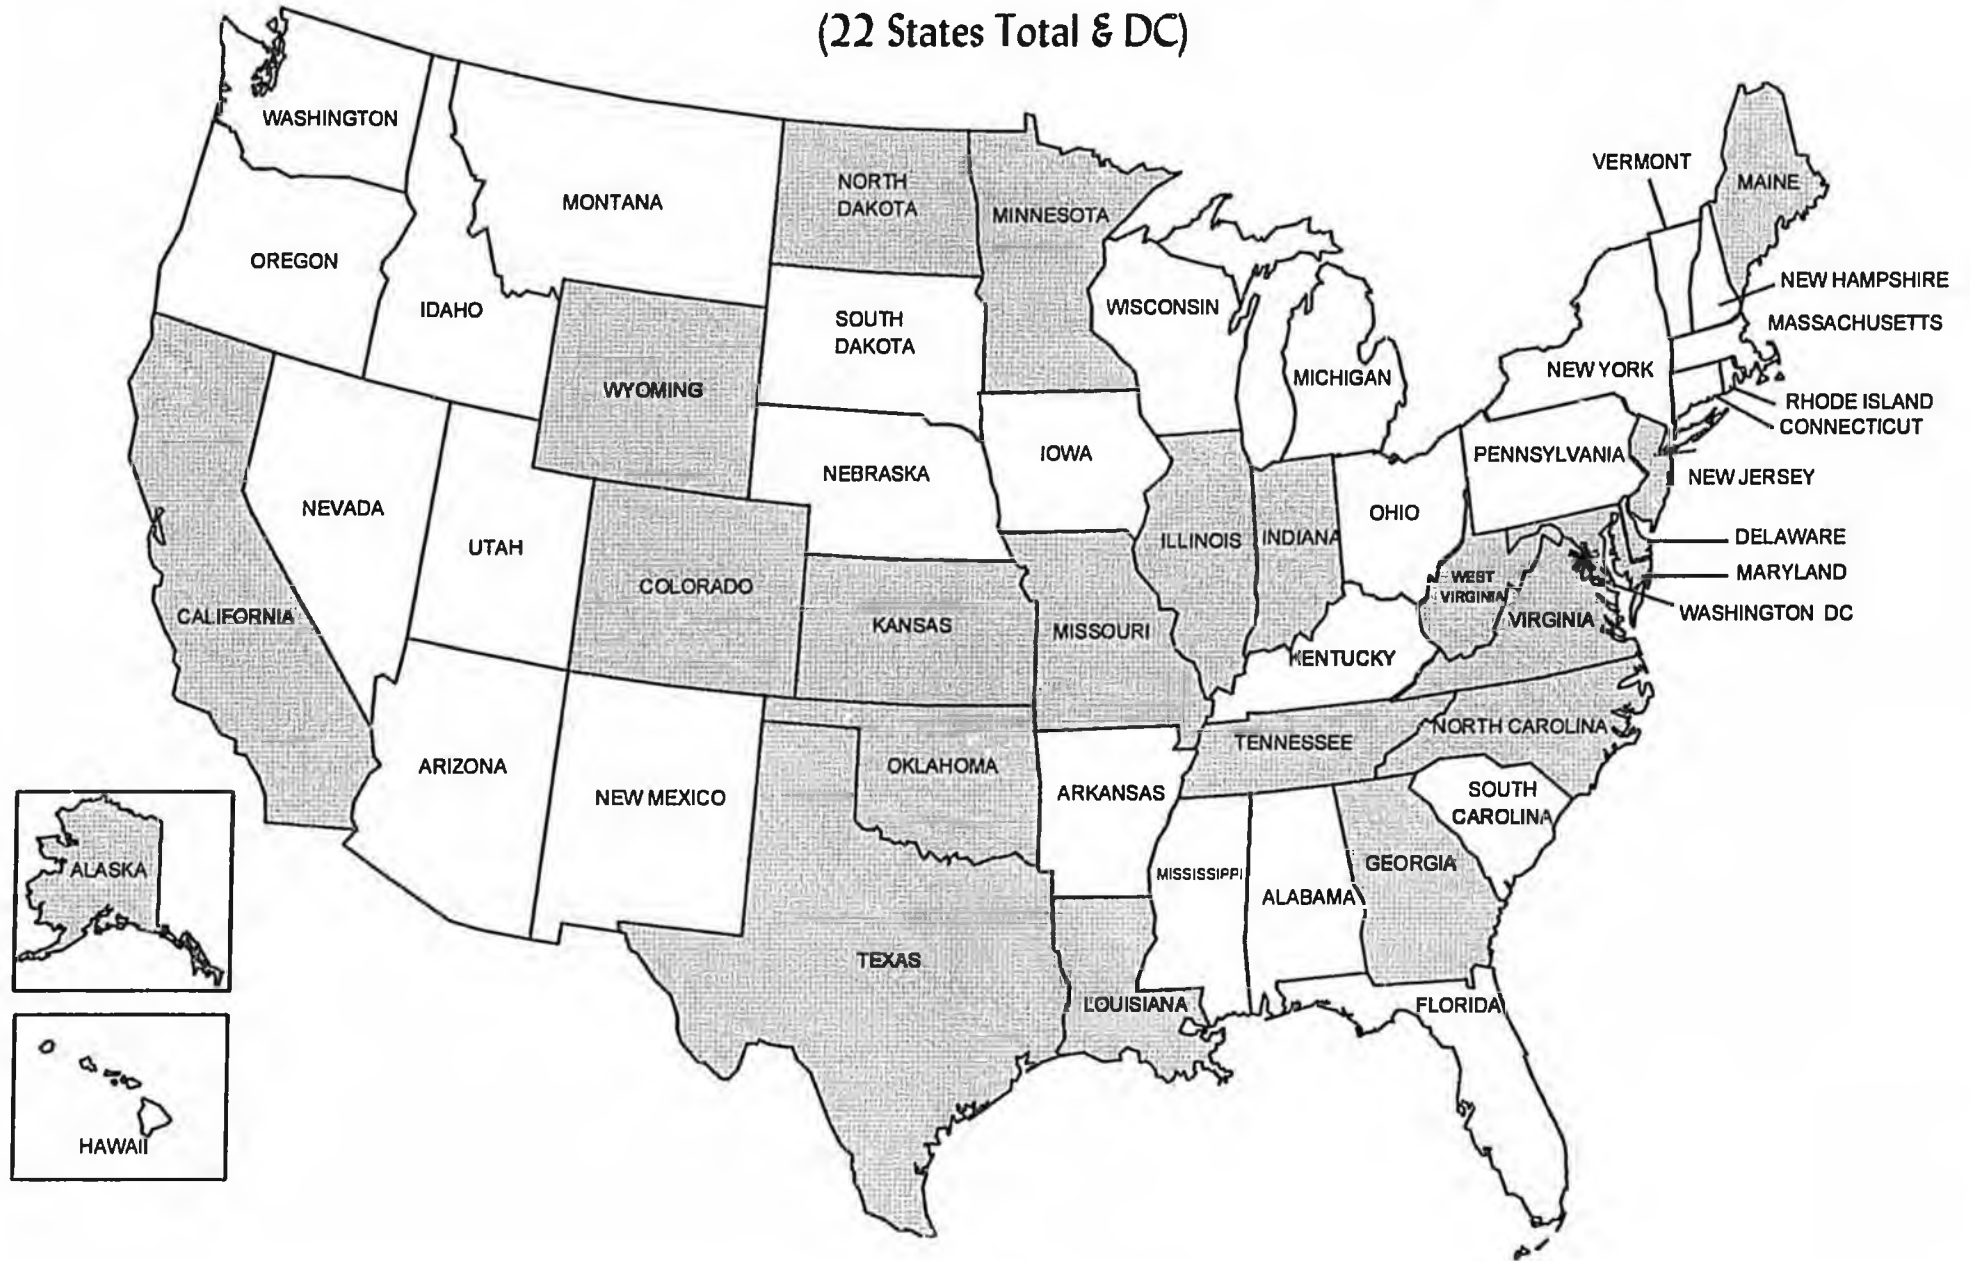 (22 States Total & DC)
WASHINGTON
MONTANA
NORTH
DAKOTA
MINNESOTA
VERMONT
MAINE
OREGON
IDAHO
WYOMING
SOUTH
DAKOTA
WISCONSIN
MICHIGAN
NEW YORK
NEW HAMPSHIRE
MASSACHUSETTS
RHODE ISLAND
CONNECTICUT
NEVADA
UTAH
NEBRASKA
IOWA
PENNSYLVANIA
NEW JERSEY
CALIFORNIA
COLORADO
KANSAS
MISSOURI
ILLINOIS
INDIANA
OHIO
WEST
VIRGINIA
VIRGINIA
DELAWARE
MARYLAND
WASHINGTON DC
KENTUCKY
ARIZONA
NEW MEXICO
OKLAHOMA
ARKANSAS
TENNESSEE
NORTH CAROLINA
SOUTH
CAROLINA
ALASKA
TEXAS
LOUISIANA
MISSISSIPPI
ALABAMA
GEORGIA
FLORIDA
HAWAII